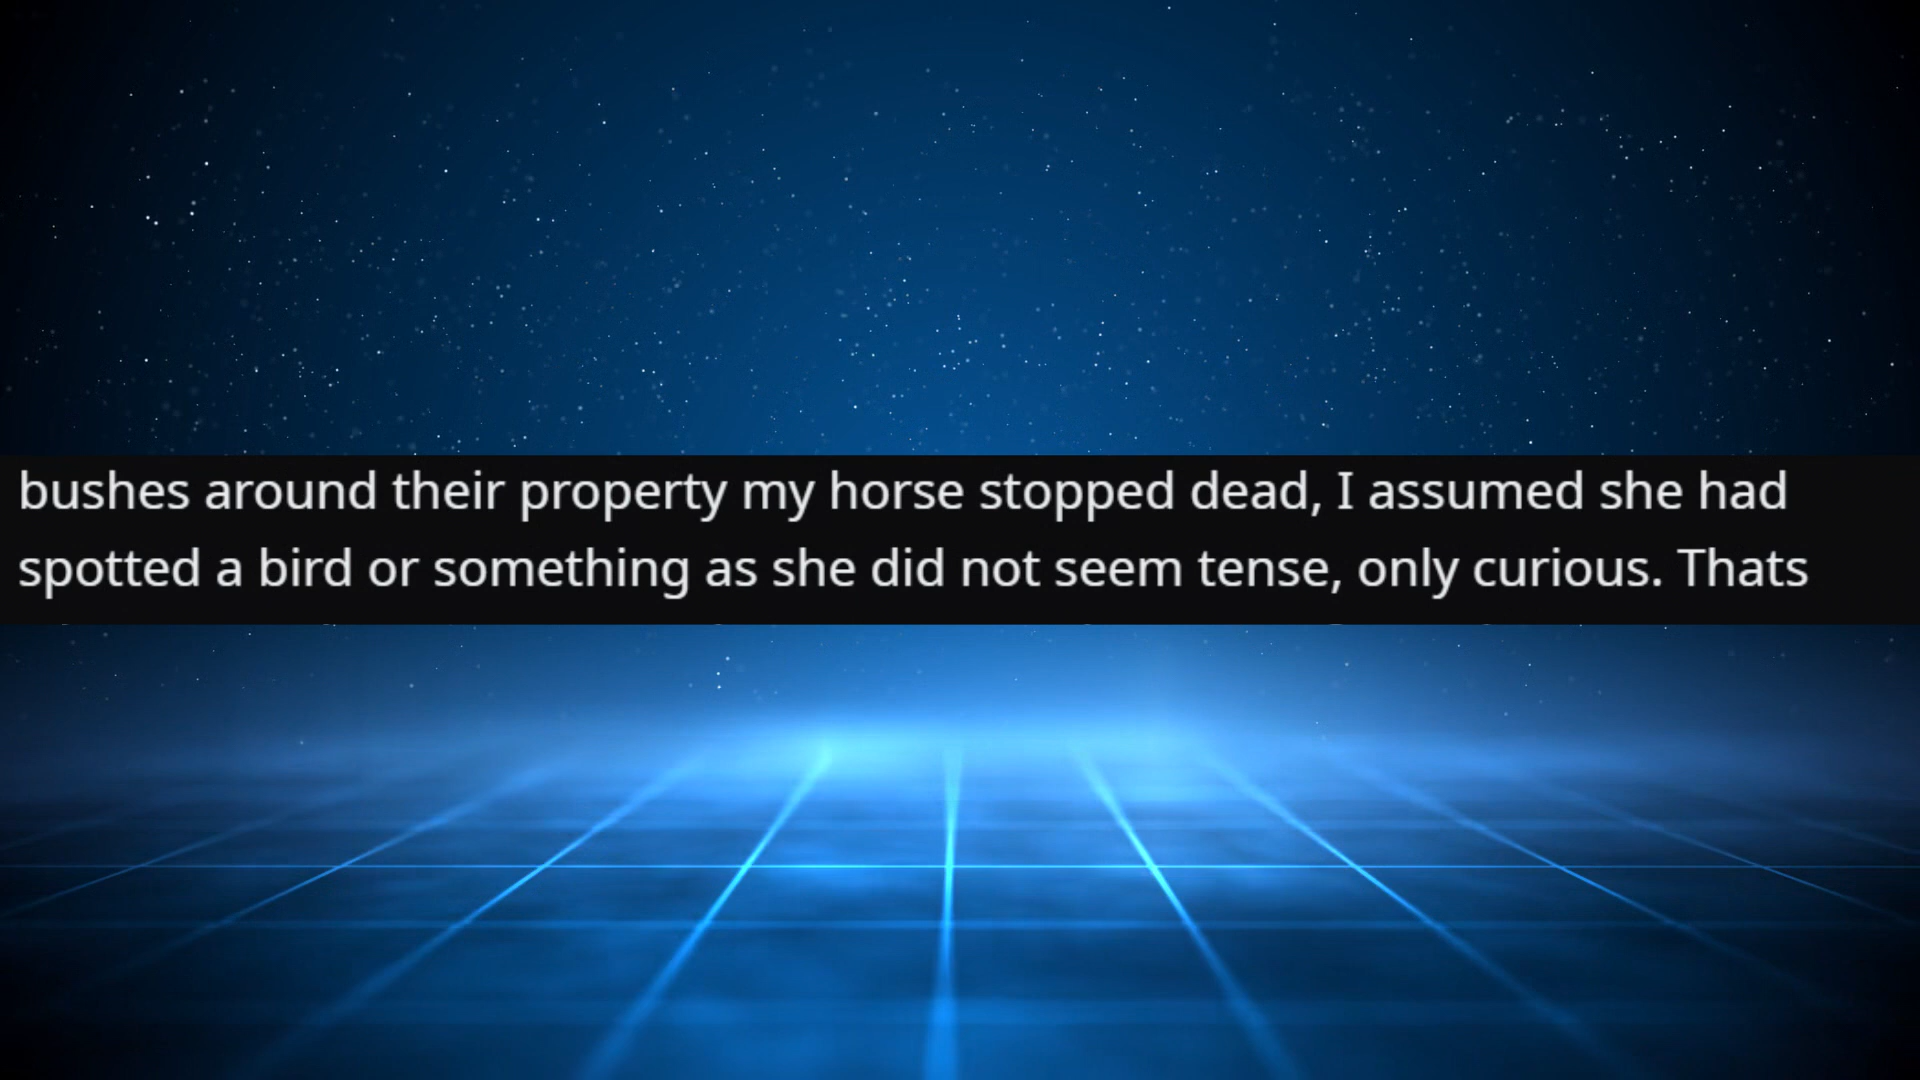 bushes around their property my horse stopped dead, I assumed she had
spotted a bird or something as she did not seem tense, only curious. Thats